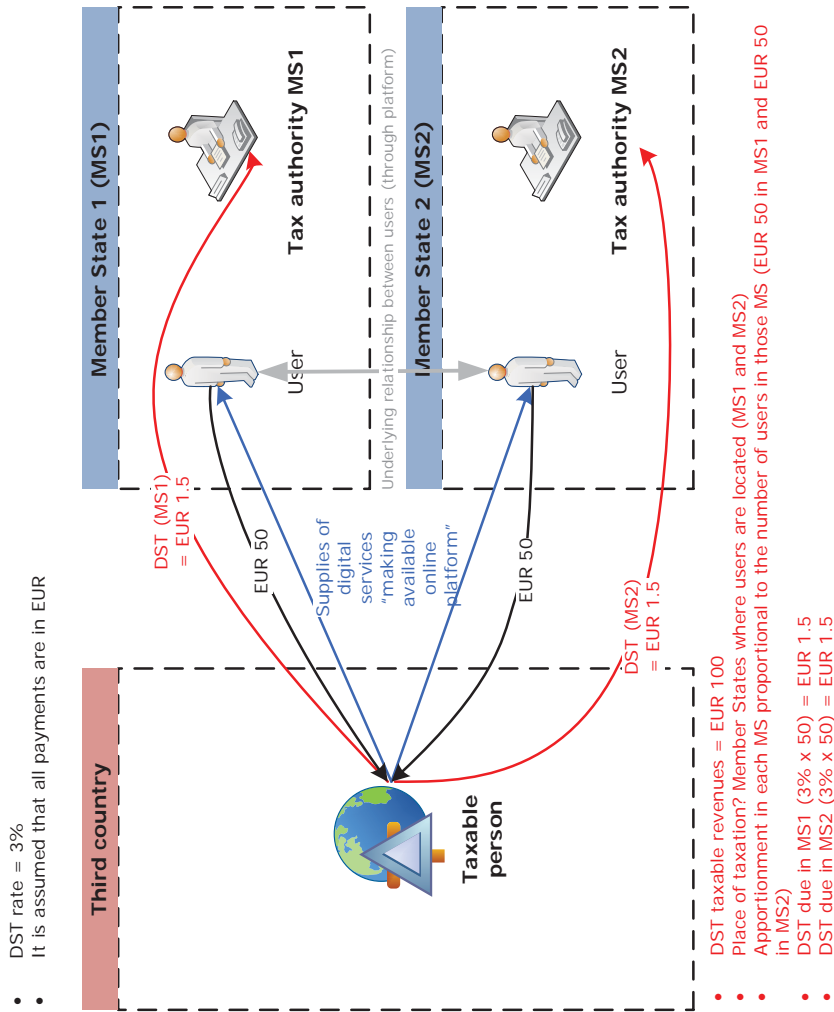 • DST rate = 3%
• It is assumed that all payments are in EUR
Third country
Taxable
person
Member State 1 (MS1)
User
Tax authority MS1
DST (MS1)
= EUR 1.5
EUR 50
Supplies of
digital
services
“making
available
online
platform”
EUR 50
DST (MS2)
= EUR 1.5
Underlying relationship between users (through platform)
Member State 2 (MS2)
User
Tax authority MS2
• DST taxable revenues = EUR 100
• Place of taxation? Member States where users are located (MS1 and MS2)
• Apportionment in each MS proportional to the number of users in those MS (EUR 50 in MS1 and EUR 50
in MS2)
• DST due in MS1 (3% x 50) = EUR 1.5
• DST due in MS2 (3% x 50) = EUR 1.5